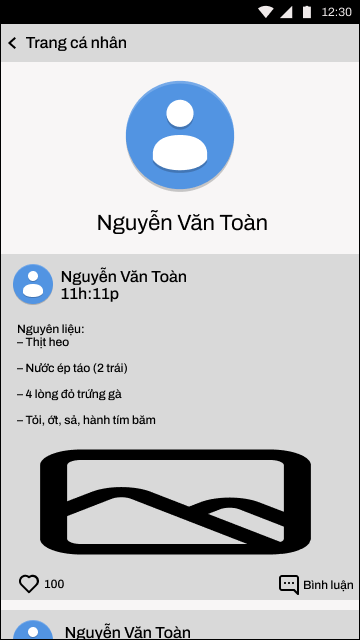 12:30
Trang cá nhân
Nguyễn Văn Toàn
Nguyễn Văn Toàn
11h:11p
Nguyên liệu:
– Thịt heo
– Nước ép táo (2 trái)
– 4 lòng đỏ trứng gà
– Tỏi, ớt, sả, hành tím băm
100
Bình luận
Nguyễn Văn Toàn